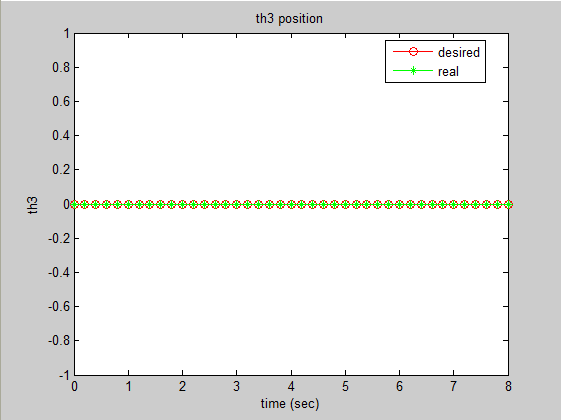 th3 position
1
0.8
0.6
0.4
0.2
0
-0.2
-0.4
-0.6
-0.8
-1
th3
desired
real
0 1 2 3 4 5 6 7 8
time (sec)